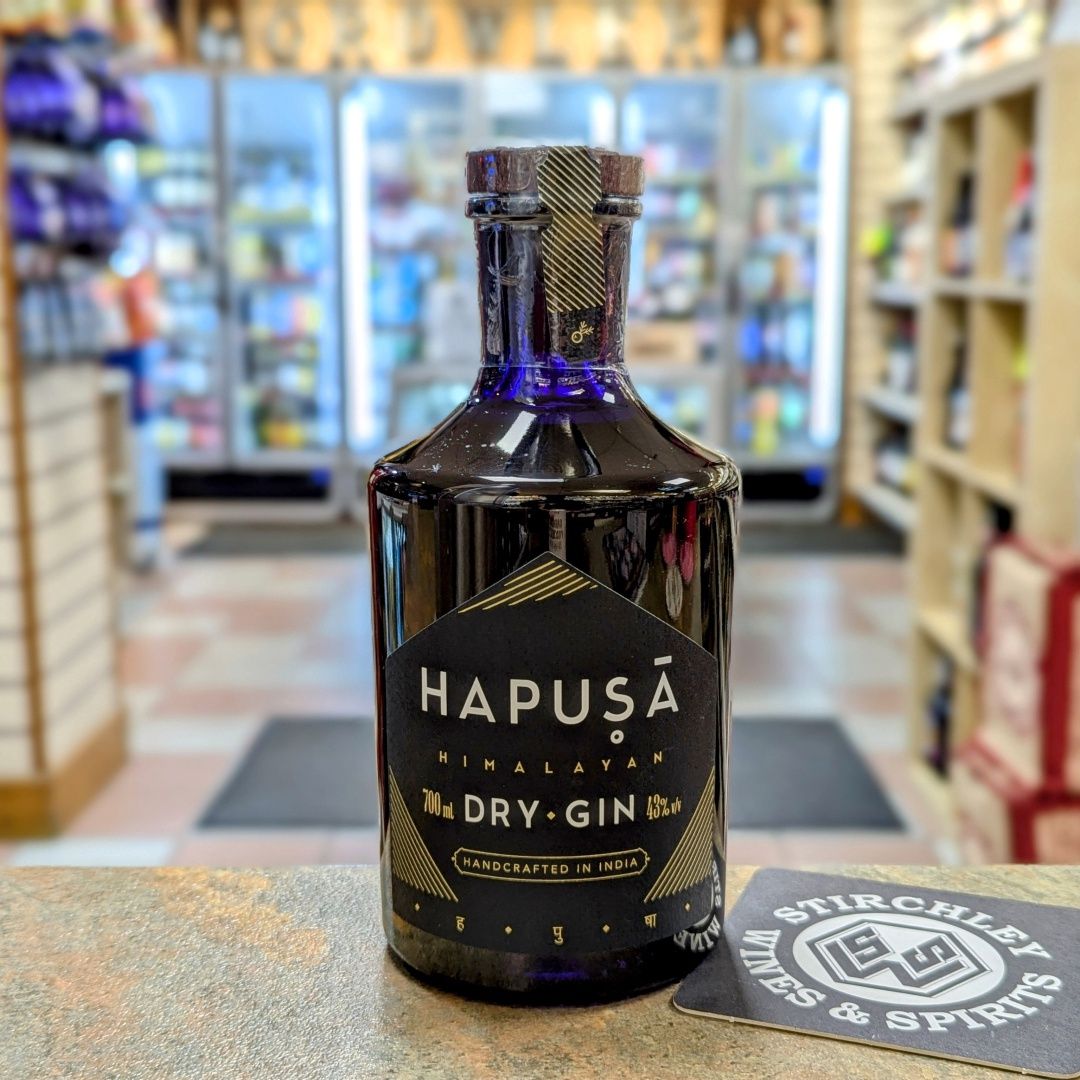 HAPUṢĀ
HIMALAYAN
700 ml DRY · GIN 43% v/v
HANDCRAFTED IN INDIA
ह पु षा
STIRCHLEY
WINES & SPIRITS